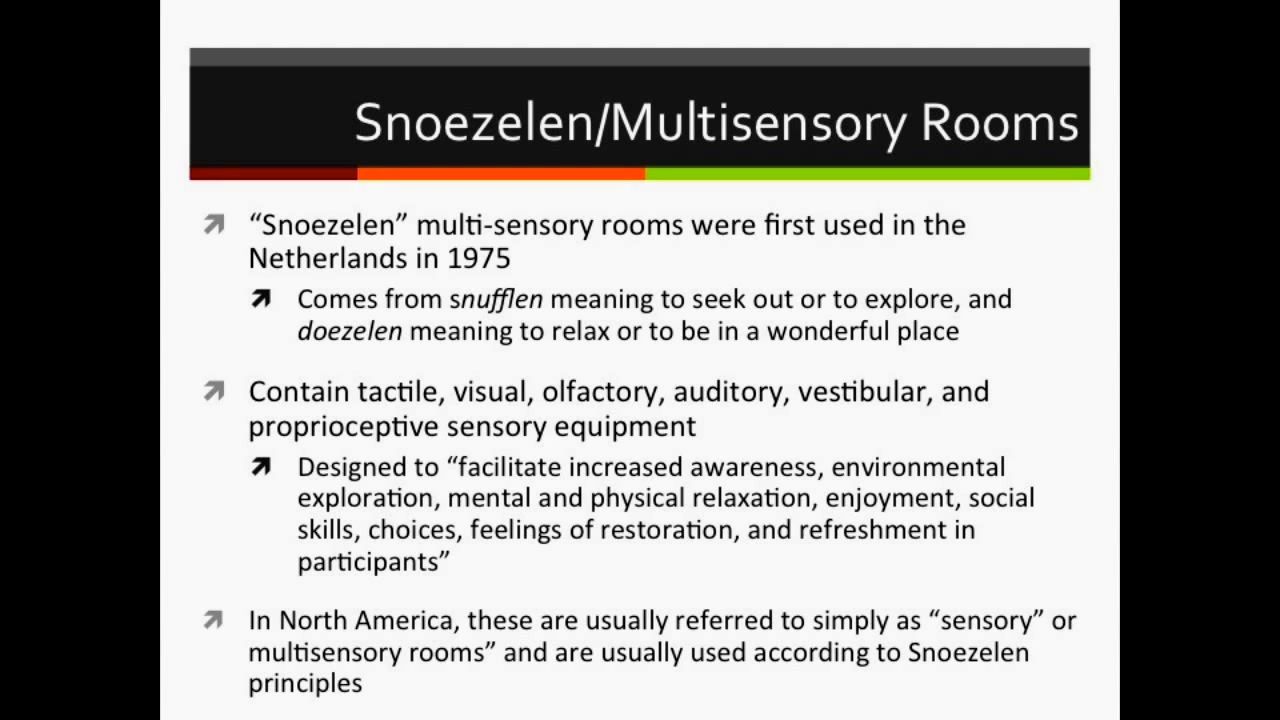 Snoezelen/Multisensory Rooms
“Snoezelen” multi-sensory rooms were first used in the
Netherlands in 1975
Comes from snufflen meaning to seek out or to explore, and
doezelen meaning to relax or to be in a wonderful place
Contain tactile, visual, olfactory, auditory, vestibular, and
proprioceptive sensory equipment
Designed to “facilitate increased awareness, environmental
exploration, mental and physical relaxation, enjoyment, social
skills, choices, feelings of restoration, and refreshment in
participants”
In North America, these are usually referred to simply as “sensory” or
multisensory rooms” and are usually used according to Snoezelen
principles